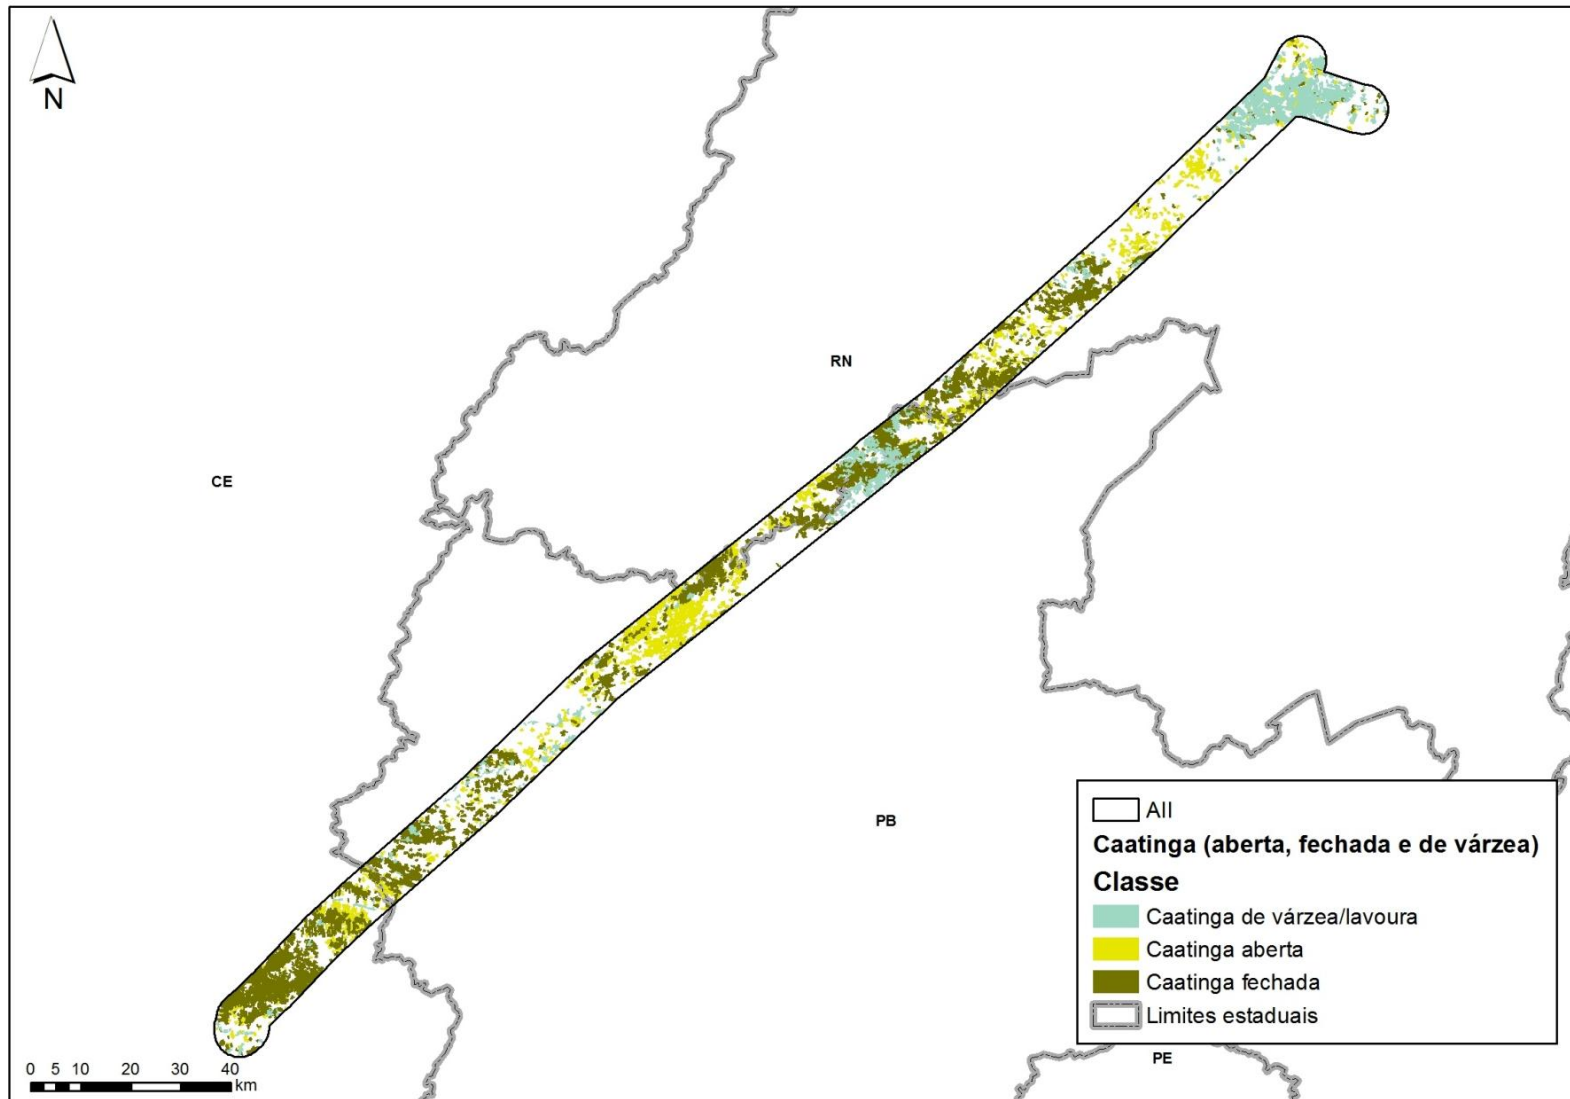 N
RN
CE
PB
AII
Caatinga (aberta, fechada e de várzea)
Classe
Caatinga de várzea/lavoura
Caatinga aberta
Caatinga fechada
Limites estaduais
PE
0 5 10 20 30 40
km